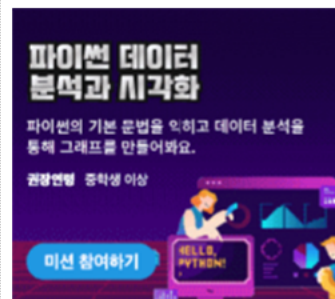 파이썬 데이터
분석과 시각화
파이썬의 기본 문법을 익히고 데이터 분석을
통해 그래프를 만들어봐요.
권장연령 중학생 이상
미션 참여하기
HELLO,
PYTHON!